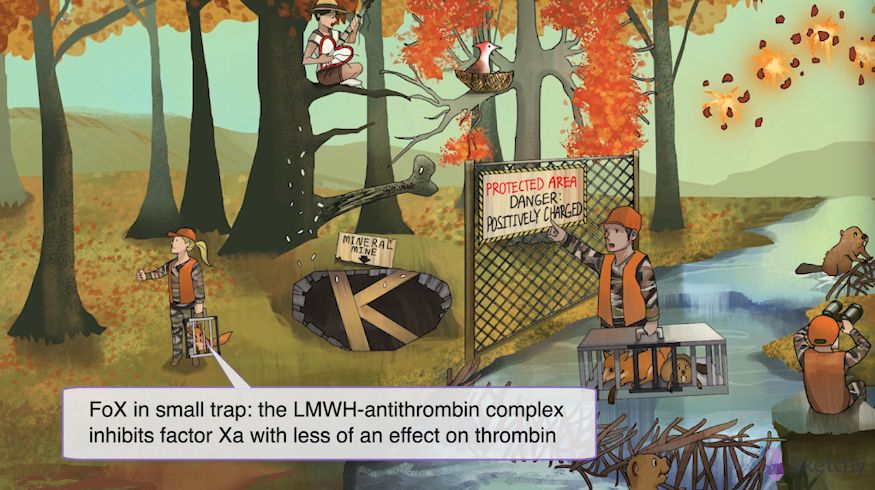 PROTECTED AREA
DANGER:
POSITIVELY CHARGED
MINERAL
MINE
FoX in small trap: the LMWH-antithrombin complex
inhibits factor Xa with less of an effect on thrombin
sketchy